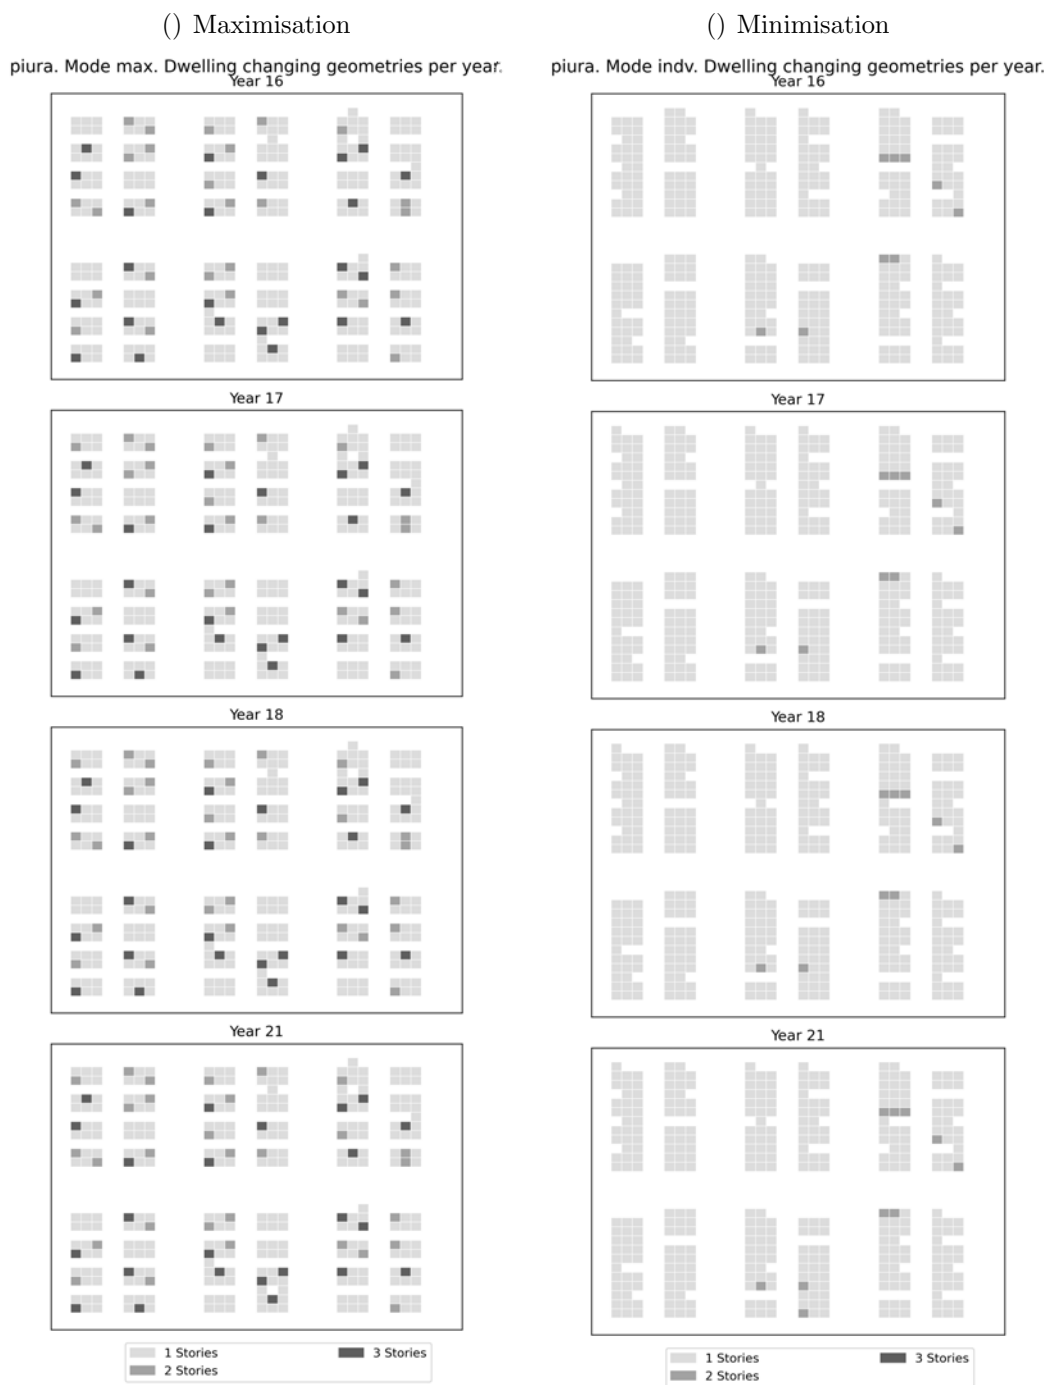 () Maximisation
piura. Mode max. Dwelling changing geometries per year.
Year 16
Year 17
Year 18
Year 21
1 Stories
2 Stories
3 Stories
() Minimisation
piura. Mode indv. Dwelling changing geometries per year.
Year 16
Year 17
Year 18
Year 21
1 Stories
2 Stories
3 Stories